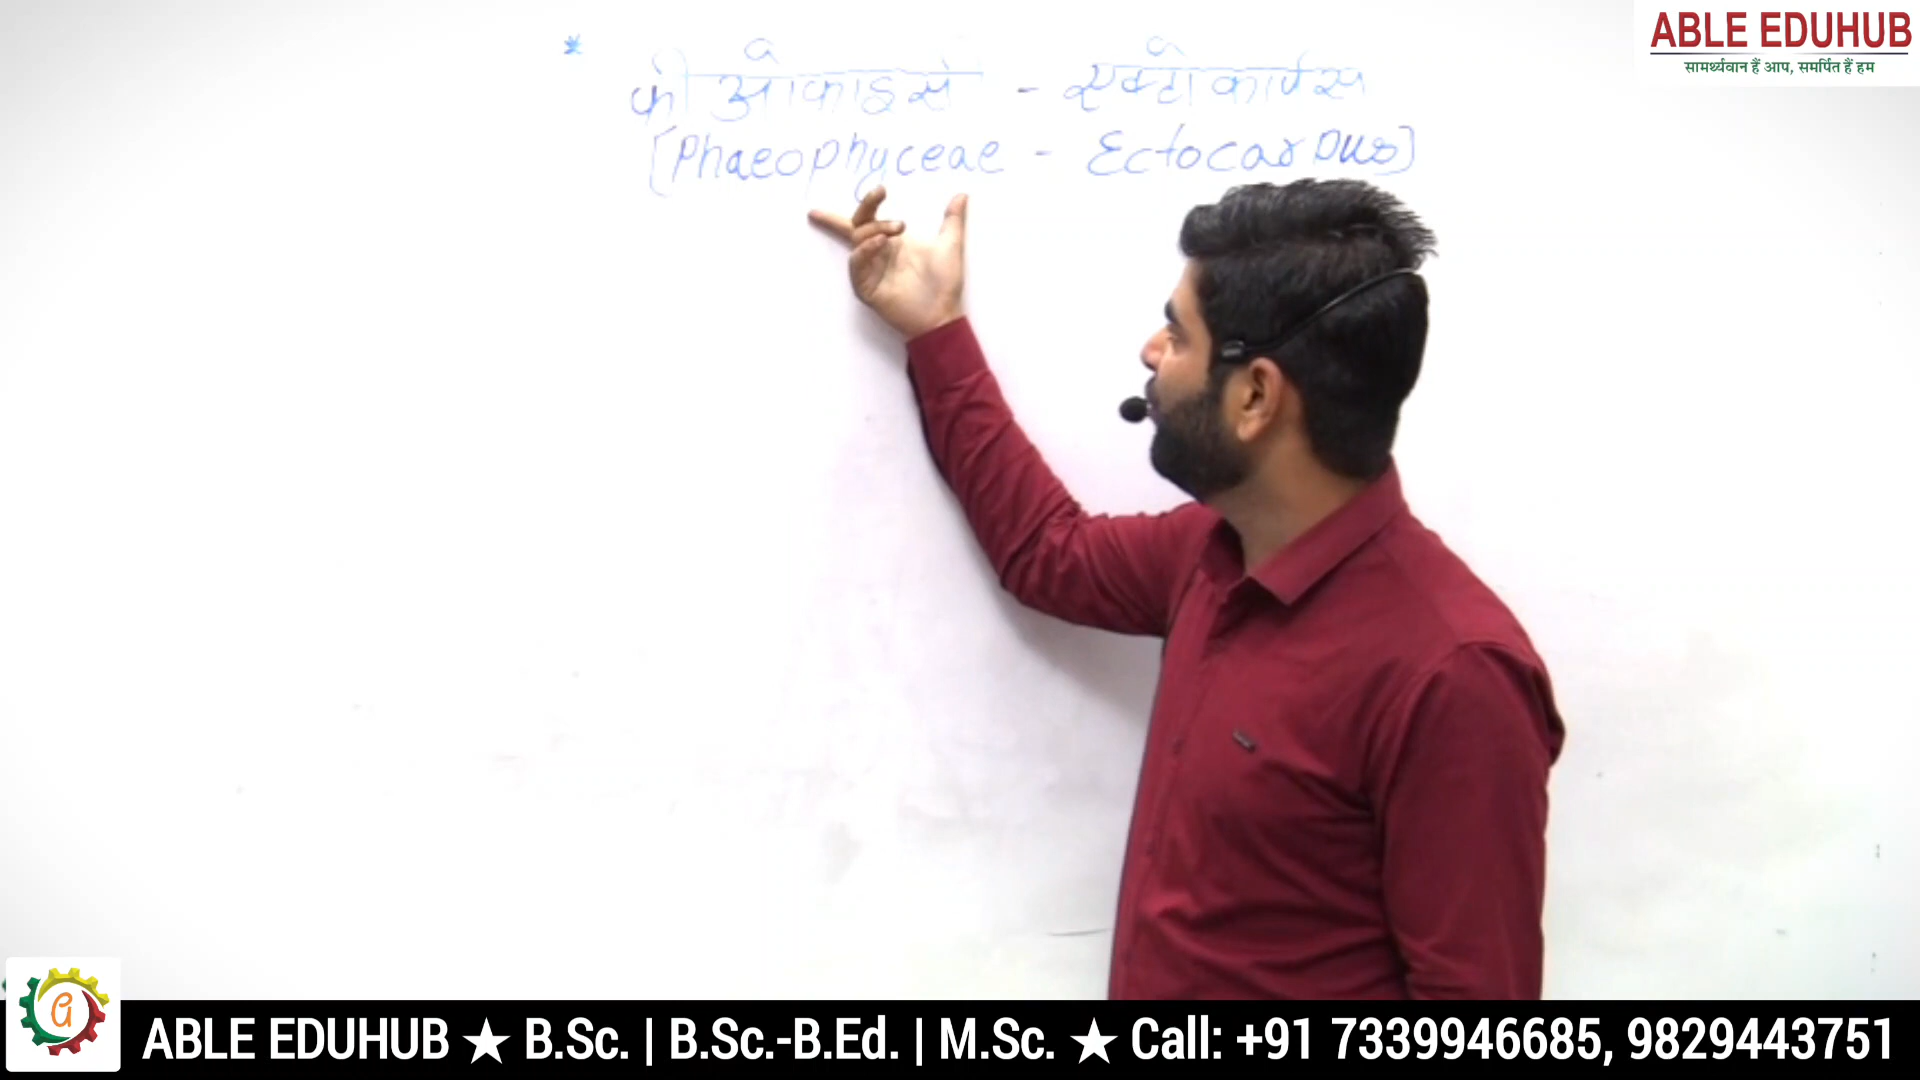 ABLE EDUHUB
सामर्थ्यवान हैं आप, समर्पित हैं हम
* फीओफाइसे - एक्टोकार्पस
[Phaeophyceae - Ectocarpus]
ABLE EDUHUB ★ B.Sc. | B.Sc.-B.Ed. | M.Sc. ★ Call: +91 7339946685, 9829443751